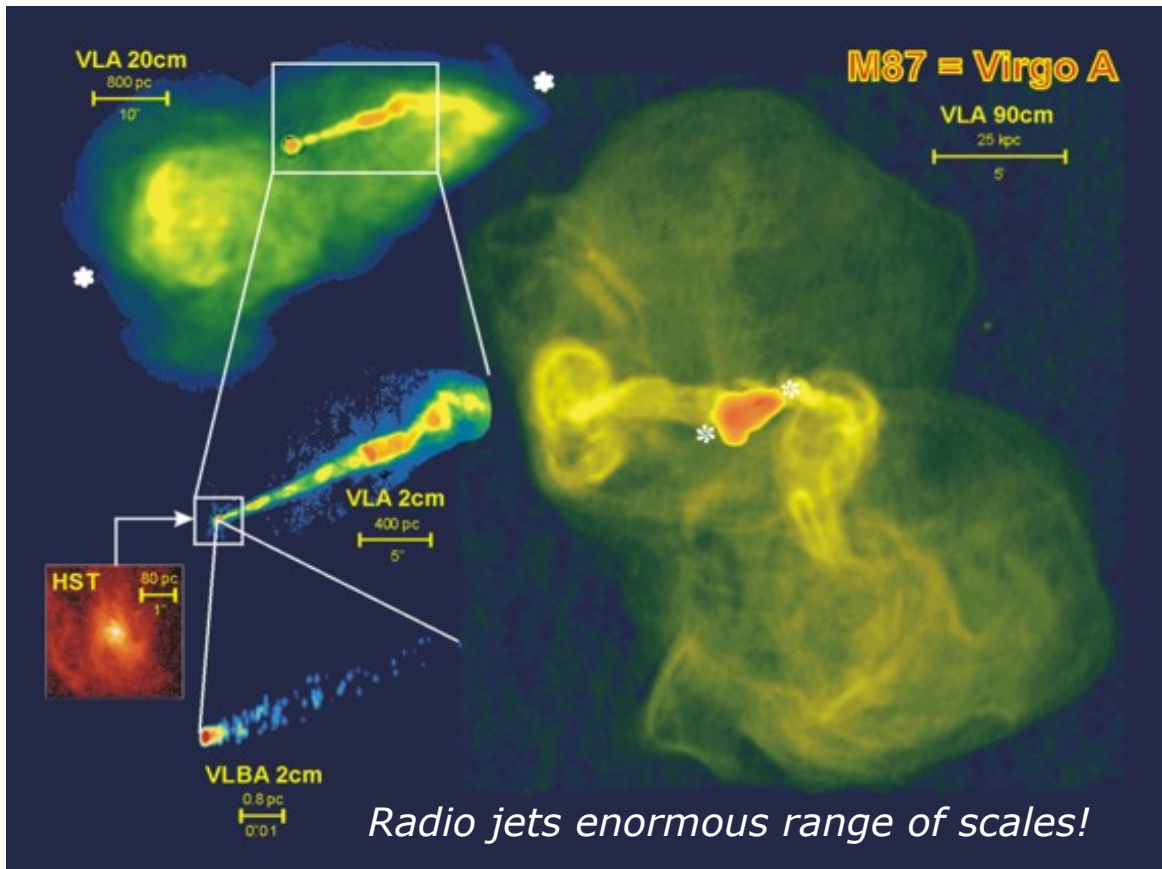 VLA 20cm
800 pc
10"
M87 = Virgo A
VLA 90cm
25 kpc
5'
VLA 2cm
400 pc
5"
HST
80 pc
1"
VLBA 2cm
0.8 pc
0"01
Radio jets enormous range of scales!